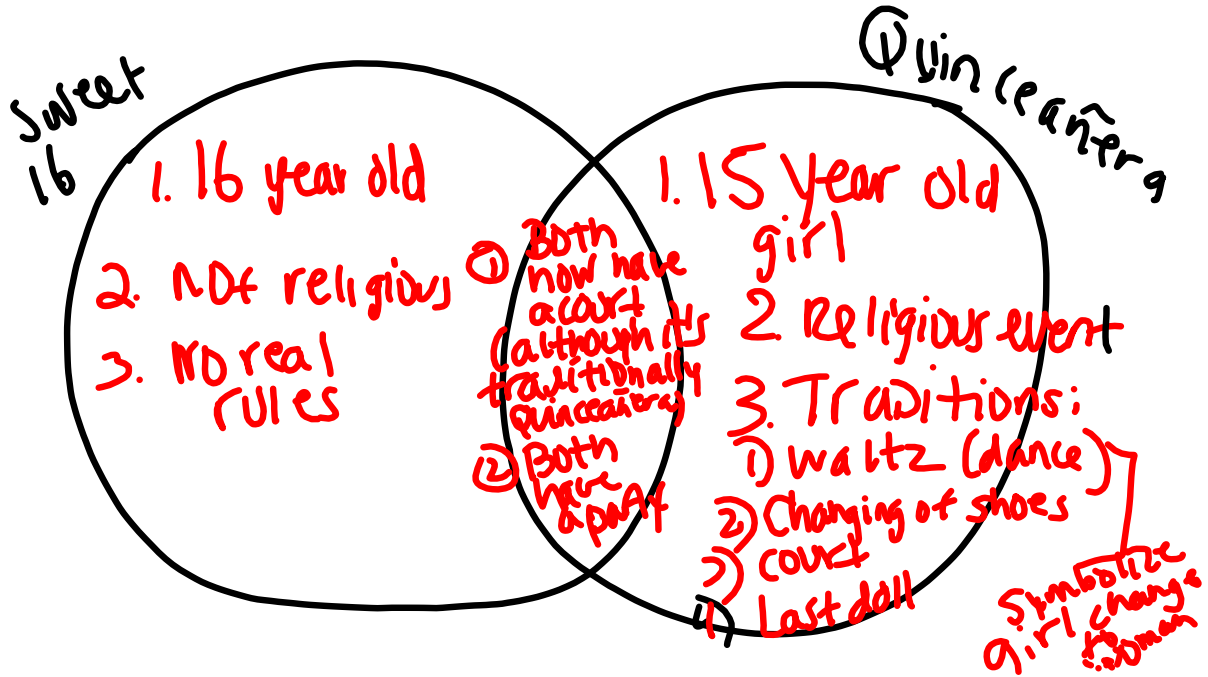 Sweet
16
1. 16 year old
2. Not religious
3. No real
rules
① Both
now have
a court
(although it's
traditionally
quinceañeras)
② Both
have
a party
Quinceañera
1. 15 year old
girl
2. Religious event
3. Traditions:
1) Waltz (dance)
2) Changing of shoes
3) court
4) Last doll
Symbolize
girl change
to
woman